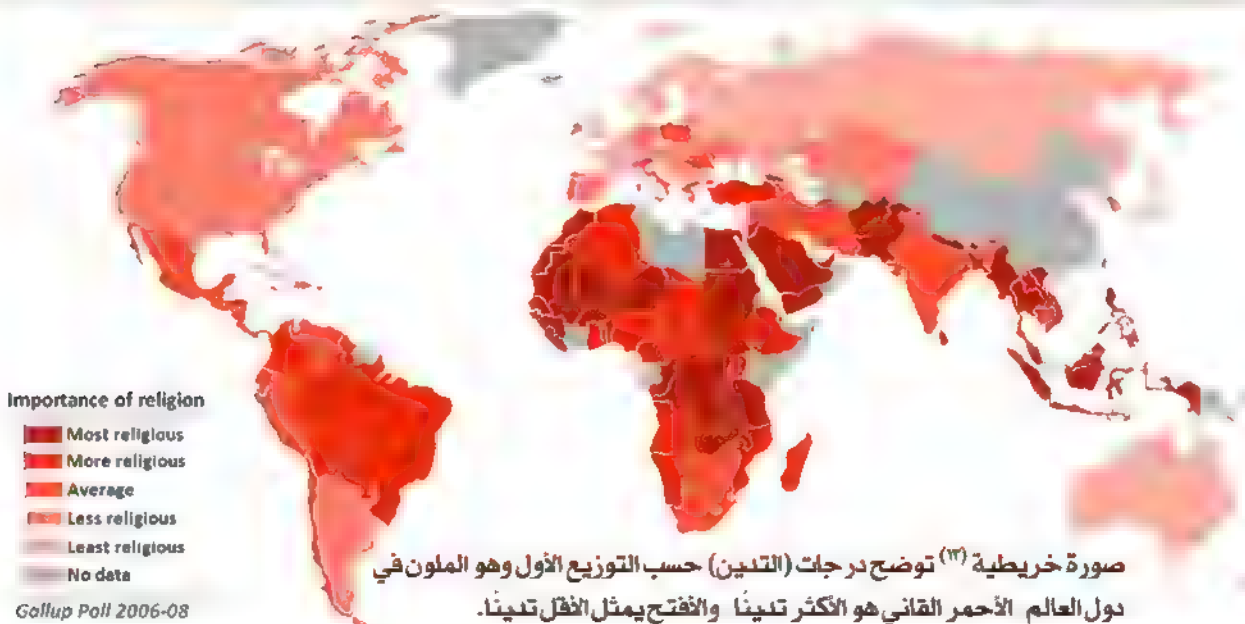 Importance of religion
Most religious
More religious
Average
Less religious
Least religious
No data
Gallup Poll 2006-08
صورة خريطية (١٣) توضح درجات (التدين) حسب التوزيع الأول وهو الملون في
دول العالم الأحمر القاني هو الأكثر تدينًا والأفتح يمثل الأقل تدينًا.